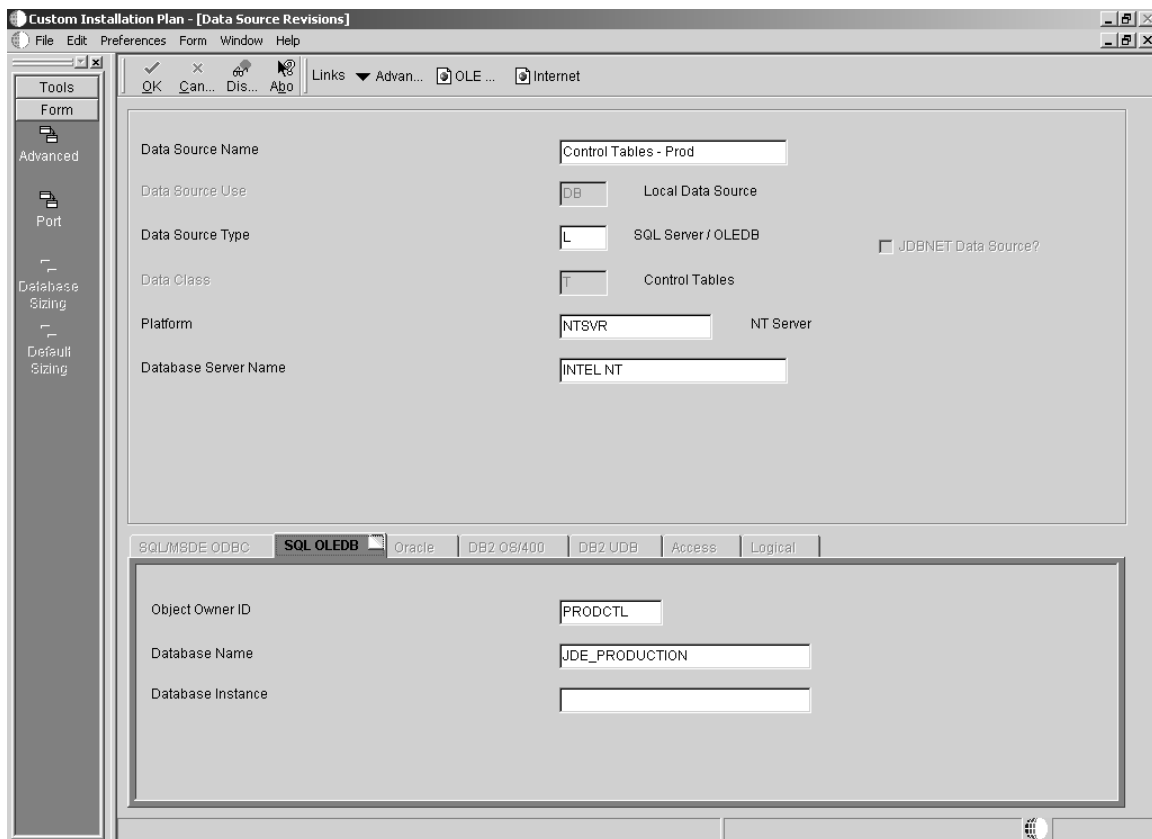 Custom Installation Plan - [Data Source Revisions]
File Edit Preferences Form Window Help
Tools
Form
Advanced
Port
Database
Sizing
Default
Sizing
OK Can... Dis... Abo Links Advan... OLE ... Internet
Data Source Name Control Tables - Prod
Data Source Use DB Local Data Source
Data Source Type L SQL Server / OLEDB
JDBNET Data Source?
Data Class T Control Tables
Platform NTSVR NT Server
Database Server Name INTEL NT
SQL/MSDE ODBC SQL OLEDB Oracle DB2 OS/400 DB2 UDB Access Logical
Object Owner ID PRODCTL
Database Name JDE_PRODUCTION
Database Instance